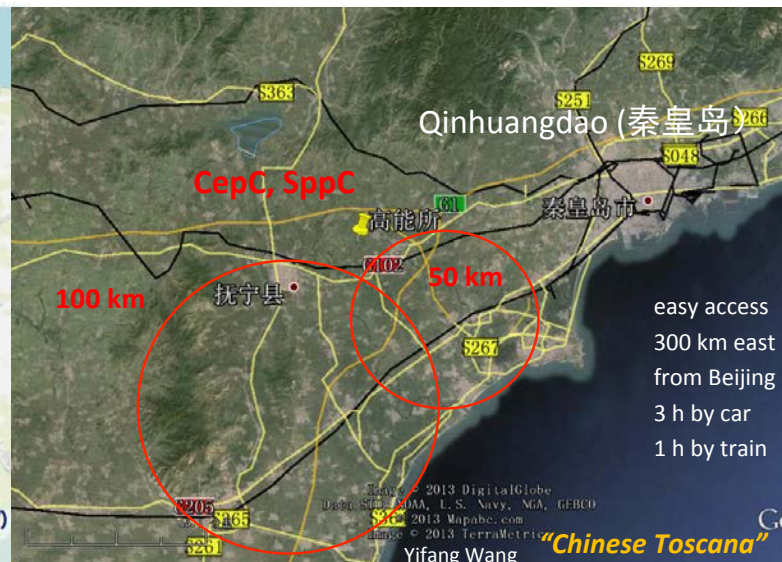 S363
S269
S251
Qinhuangdao (秦皇岛)
S266
S048
CepC, SppC
G1
秦皇岛市
高能所
G102
50 km
100 km
抚宁县
easy access
300 km east
from Beijing
3 h by car
1 h by train
S267
Image © 2013 DigitalGlobe
Data SIO, NOAA, U.S. Navy, NGA, GEBCO
S205
S265
© 2013 Mapabc.com
S261
Image © 2013 TerraMetrics
Yifang Wang
"Chinese Toscana"